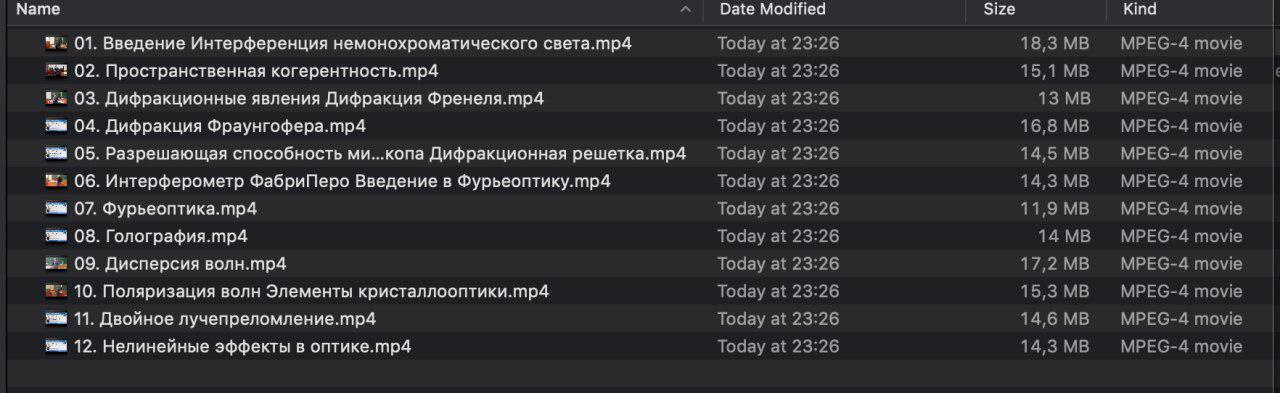 Name Date Modified Size Kind
01. Введение Интерференция немонохроматического света.mp4 Today at 23:26 18,3 MB MPEG-4 movie
02. Пространственная когерентность.mp4 Today at 23:26 15,1 MB MPEG-4 movie
03. Дифракционные явления Дифракция Френеля.mp4 Today at 23:26 13 MB MPEG-4 movie
04. Дифракция Фраунгофера.mp4 Today at 23:26 16,8 MB MPEG-4 movie
05. Разрешающая способность ми...копа Дифракционная решетка.mp4 Today at 23:26 14,5 MB MPEG-4 movie
06. Интерферометр ФабриПеро Введение в Фурьеоптику.mp4 Today at 23:26 14,3 MB MPEG-4 movie
07. Фурьеоптика.mp4 Today at 23:26 11,9 MB MPEG-4 movie
08. Голография.mp4 Today at 23:26 14 MB MPEG-4 movie
09. Дисперсия волн.mp4 Today at 23:26 17,2 MB MPEG-4 movie
10. Поляризация волн Элементы кристаллооптики.mp4 Today at 23:26 15,3 MB MPEG-4 movie
11. Двойное лучепреломление.mp4 Today at 23:26 14,6 MB MPEG-4 movie
12. Нелинейные эффекты в оптике.mp4 Today at 23:26 14,3 MB MPEG-4 movie